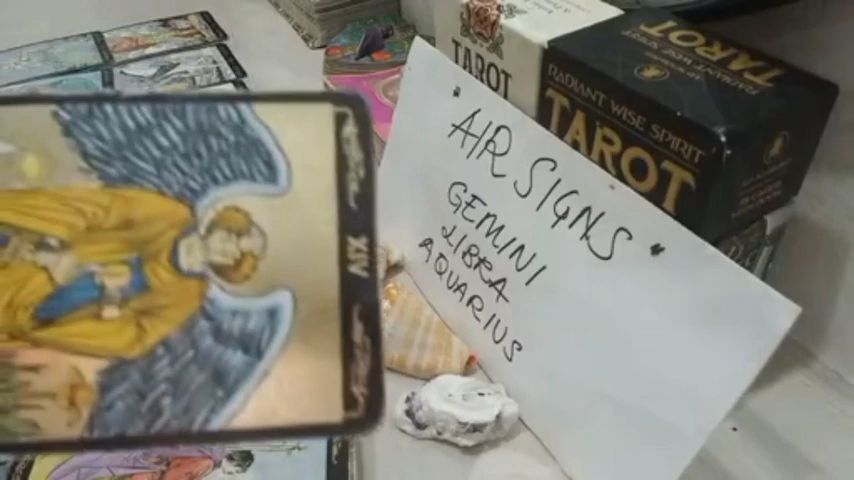 TAROT
RADIANT WISE SPIRIT
TAROT
TAROT
"AIR SIGNS"
GEMINI
LIBRA
AQUARIUS
XIV